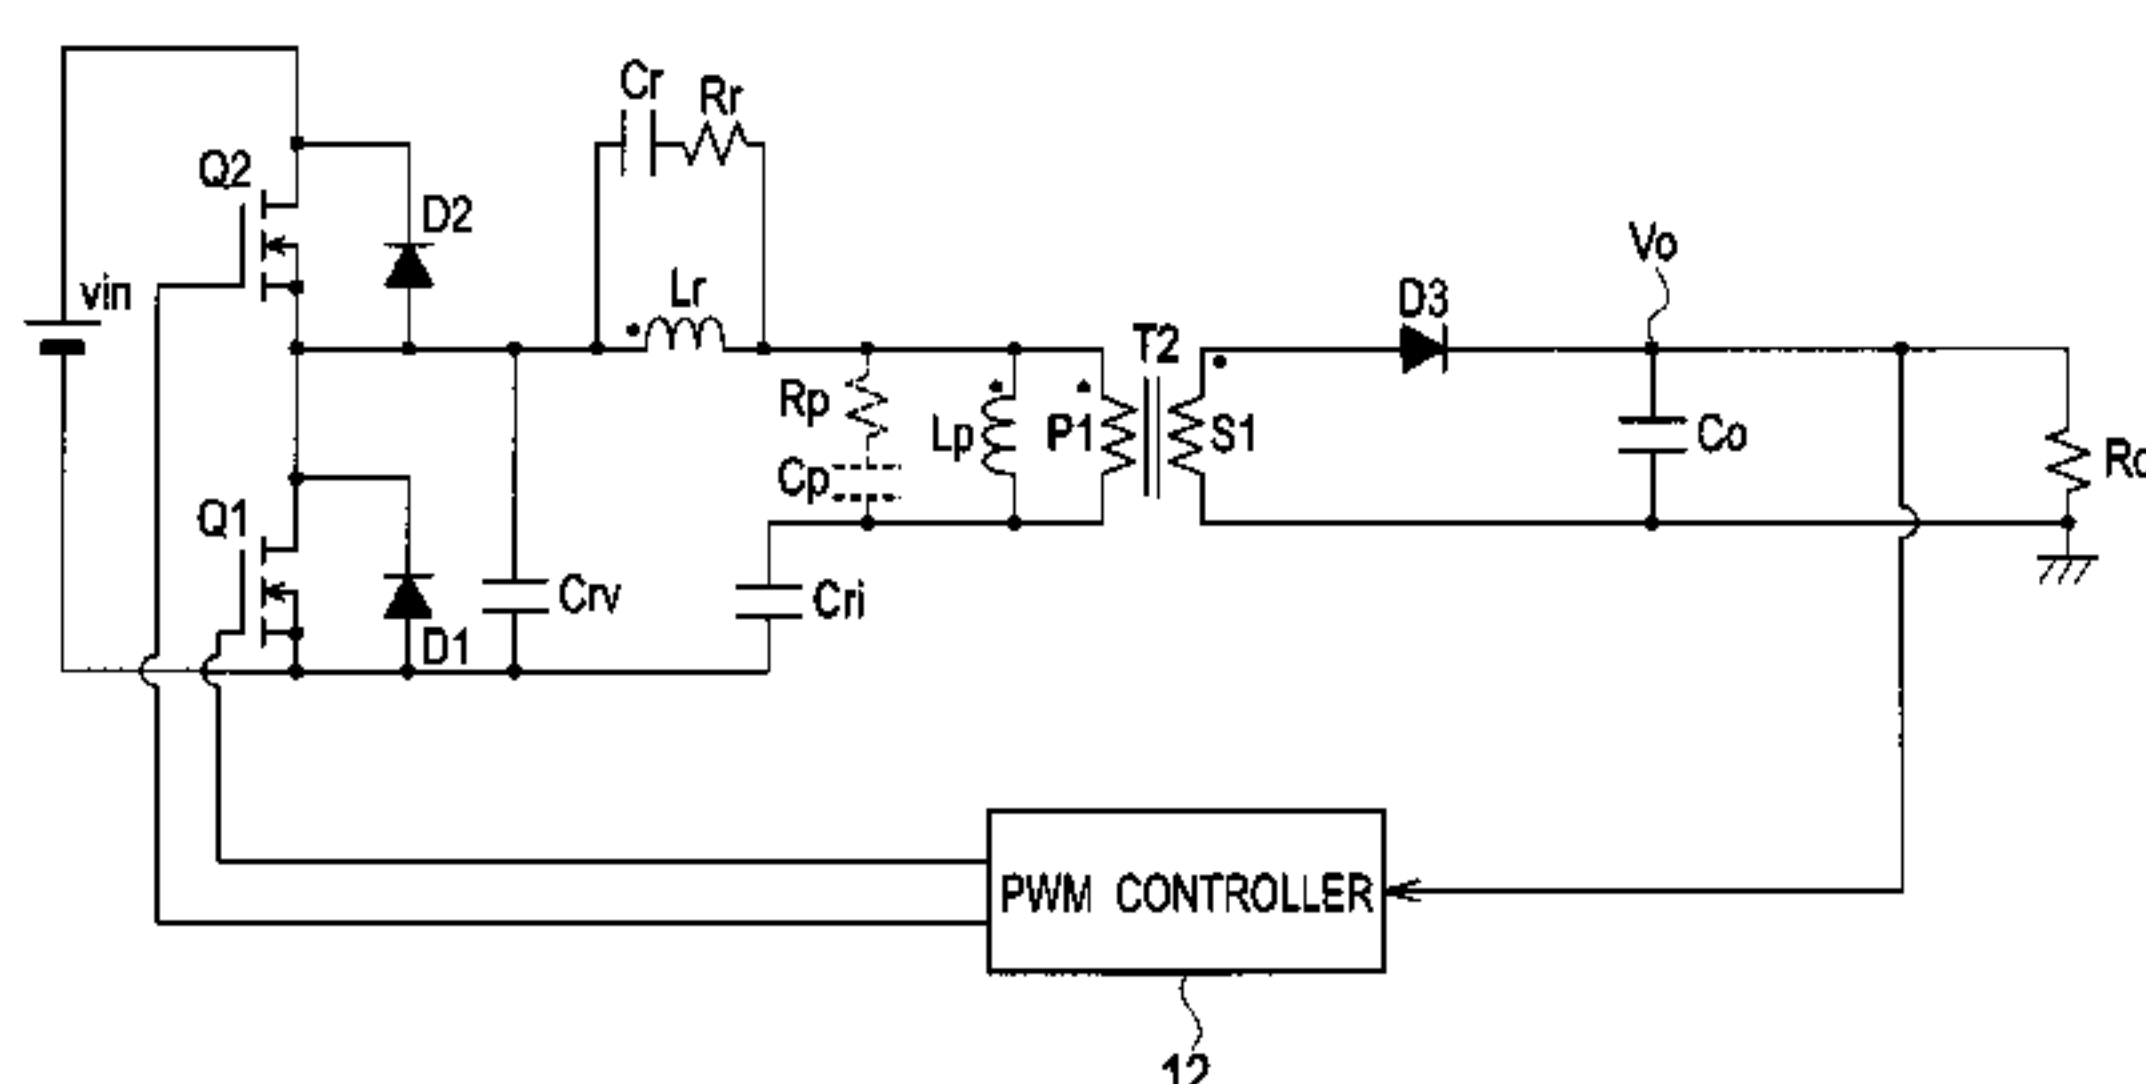 Cr
Rr
Q2
D2
Vo
vin
Lr
D3
T2
Rp
Lp
P1
S1
Co
Cp
Q1
Crv
Cri
D1
PWM CONTROLLER
12